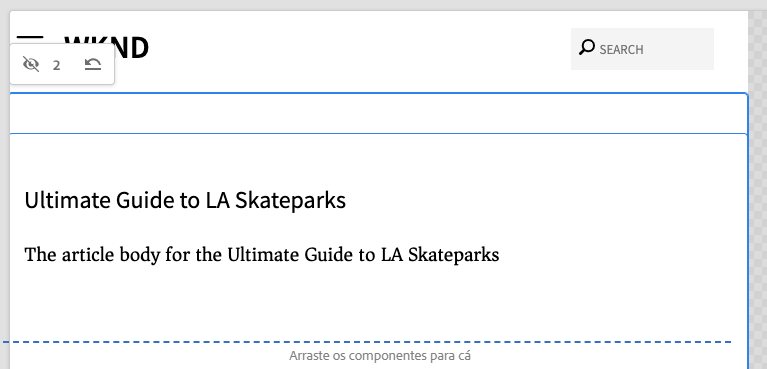 WKND
SEARCH
2
Ultimate Guide to LA Skateparks
The article body for the Ultimate Guide to LA Skateparks
Arraste os componentes para cá